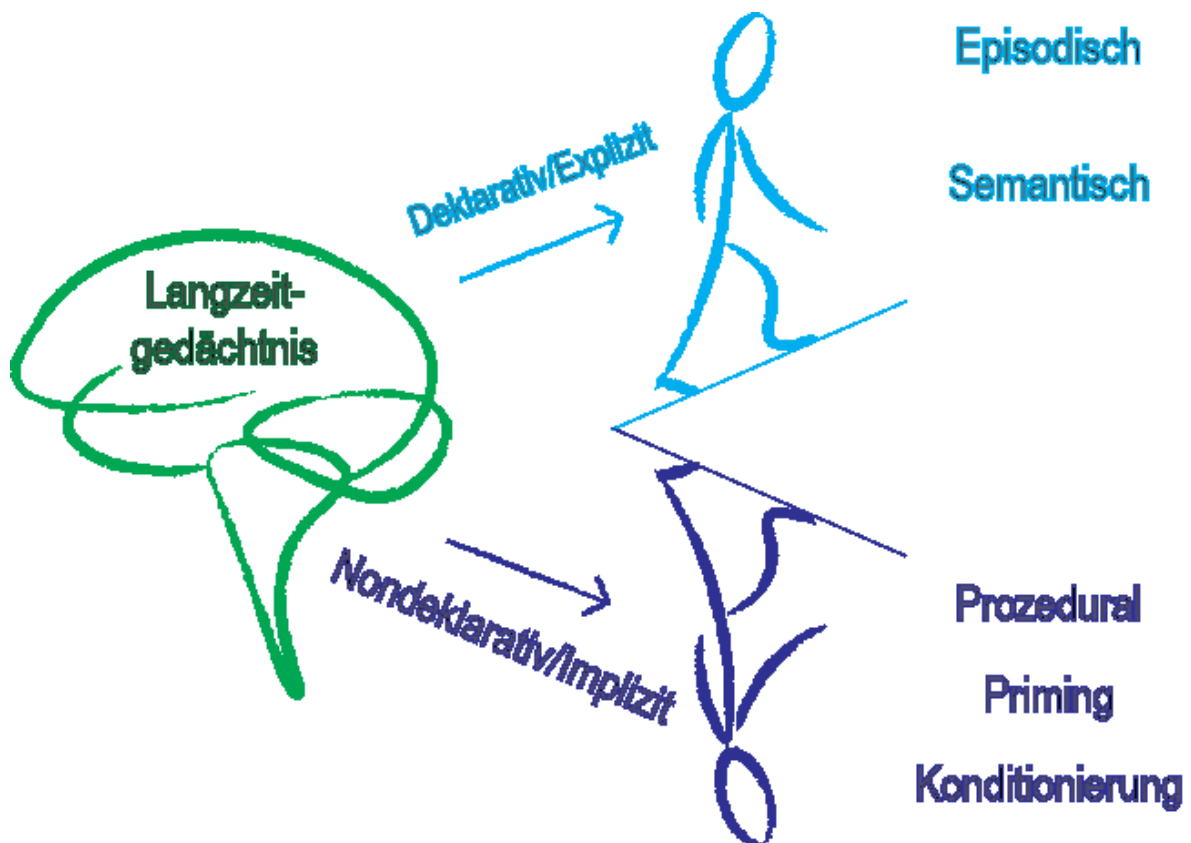 Episodisch
Deklarativ/Explizit
Semantisch
Langzeit-
gedächtnis
Nondeklarativ/Implizit
Prozedural
Priming
Konditionierung